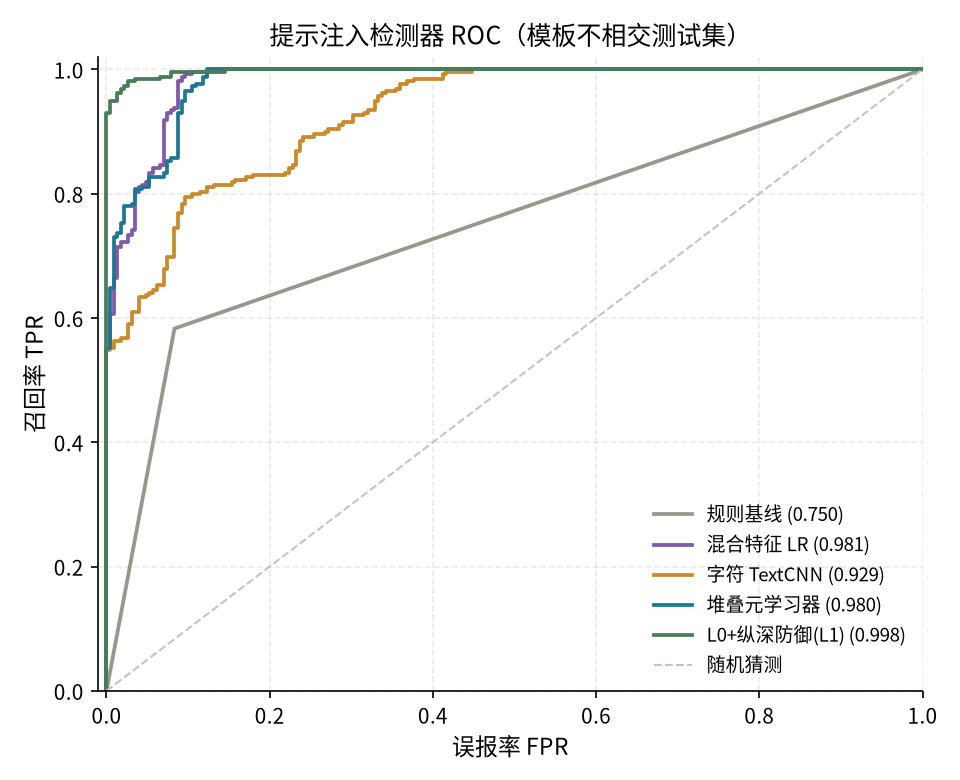 提示注入检测器 ROC（模板不相交测试集）
召回率 TPR
1.0
0.8
0.6
0.4
0.2
0.0
规则基线 (0.750)
混合特征 LR (0.981)
字符 TextCNN (0.929)
堆叠元学习器 (0.980)
L0+纵深防御(L1) (0.998)
随机猜测
0.0 0.2 0.4 0.6 0.8 1.0
误报率 FPR